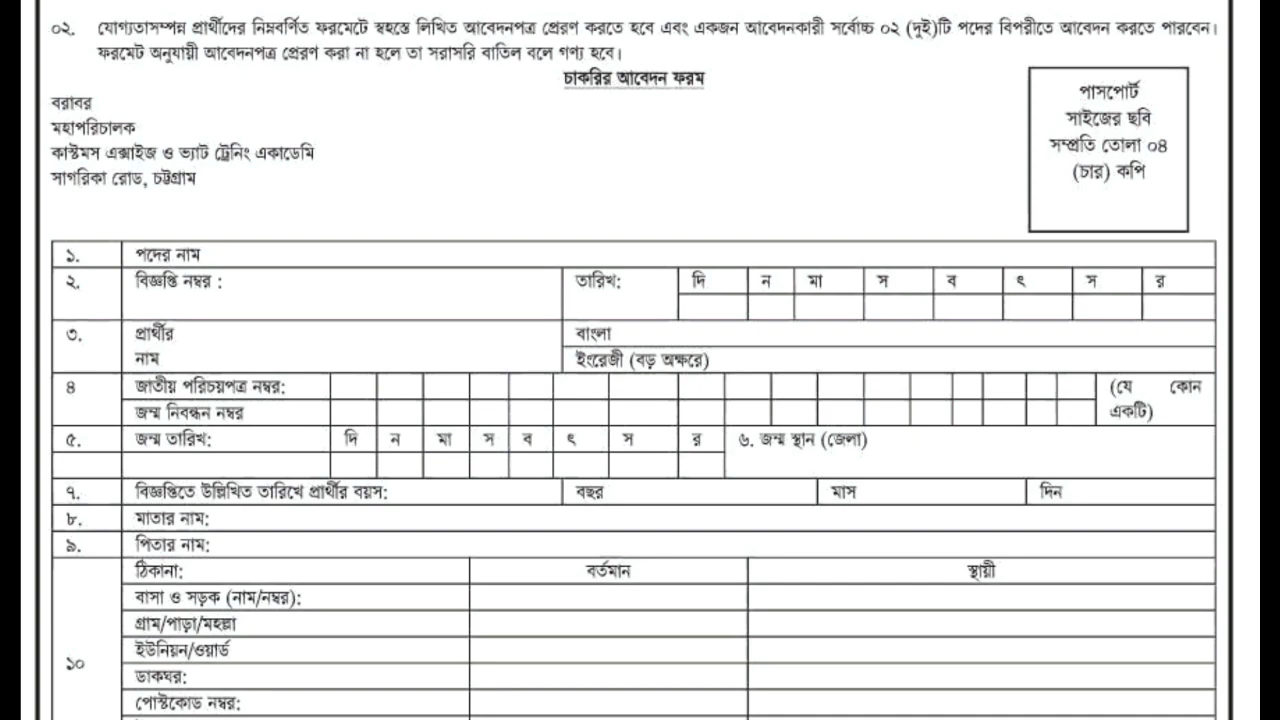 ০২. যোগ্যতাসম্পন্ন প্রার্থীদের নিম্নবর্ণিত ফরমেটে স্বহস্তে লিখিত আবেদনপত্র প্রেরণ করতে হবে এবং একজন আবেদনকারী সর্বোচ্চ ০২ (দুই)টি পদের বিপরীতে আবেদন করতে পারবেন।
ফরমেট অনুযায়ী আবেদনপত্র প্রেরণ করা না হলে তা সরাসরি বাতিল বলে গণ্য হবে।
চাকরির আবেদন ফরম
বরাবর
মহাপরিচালক
কাস্টমস এক্সাইজ ও ভ্যাট ট্রেনিং একাডেমি
সাগরিকা রোড, চট্টগ্রাম
পাসপোর্ট
সাইজের ছবি
সম্প্রতি তোলা ০৪
(চার) কপি
১. পদের নাম
২. বিজ্ঞপ্তি নম্বর : তারিখ: দি ন মা স ব ৎ স র
৩. প্রার্থীর বাংলা
নাম ইংরেজী (বড় অক্ষরে)
৪ জাতীয় পরিচয়পত্র নম্বর: (যে কোন
জন্ম নিবন্ধন নম্বর একটি)
৫. জন্ম তারিখ: দি ন মা স ব ৎ স র ৬. জন্ম স্থান (জেলা)
৭. বিজ্ঞপ্তিতে উল্লিখিত তারিখে প্রার্থীর বয়স: বছর মাস দিন
৮. মাতার নাম:
৯. পিতার নাম:
১০ ঠিকানা: বর্তমান স্থায়ী
বাসা ও সড়ক (নাম/নম্বর):
গ্রাম/পাড়া/মহল্লা
ইউনিয়ন/ওয়ার্ড
ডাকঘর:
পোস্টকোড নম্বর: